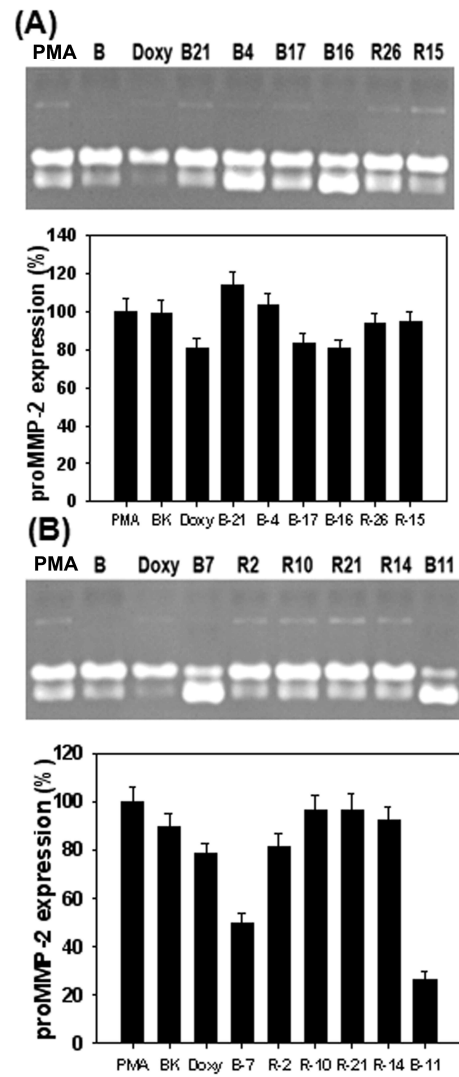 (A)
PMA B Doxy B21 B4 B17 B16 R26 R15
proMMP-2 expression (%)
140
120
100
80
60
40
20
0
PMA BK Doxy B-21 B-4 B-17 B-16 R-26 R-15
(B)
PMA B Doxy B7 R2 R10 R21 R14 B11
proMMP-2 expression (%)
120
100
80
60
40
20
0
PMA BK Doxy B-7 R-2 R-10 R-21 R-14 B-11